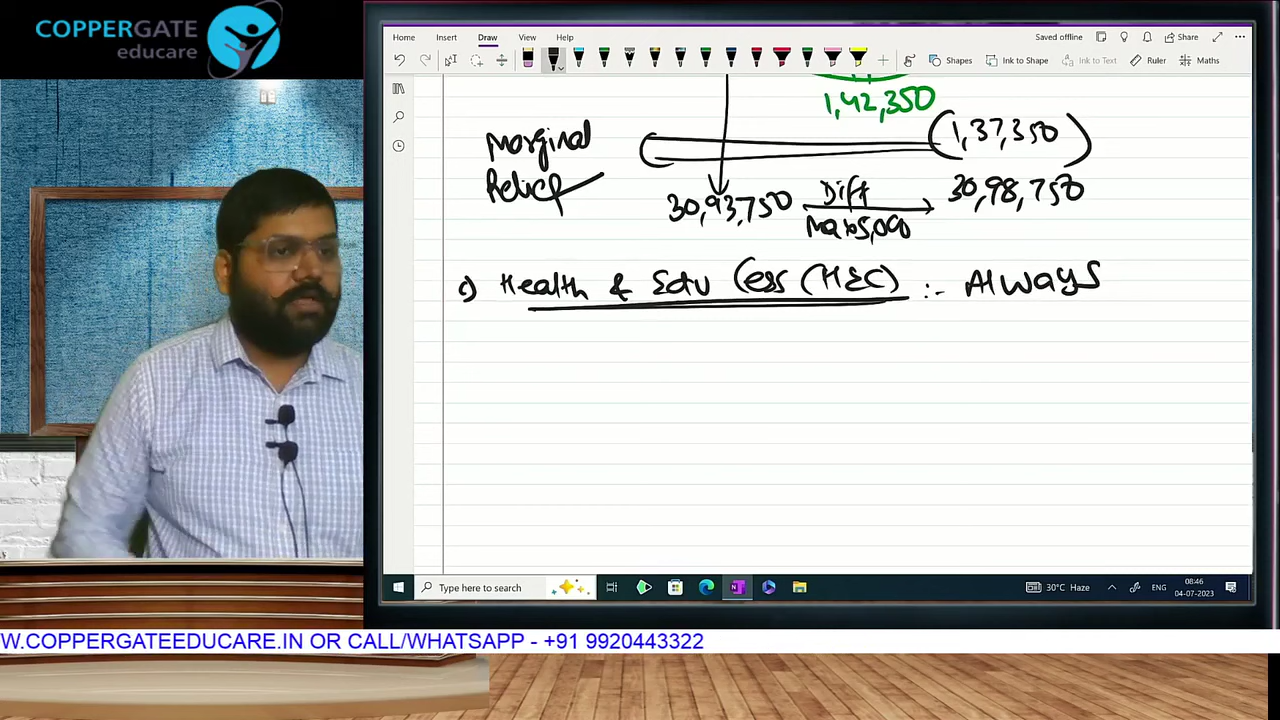 COPPERGATE
educare
Home Insert Draw View Help
Saved offline
Share
Shapes Ink to Shape Ink to Text Ruler Maths
1,42,350
Marginal (1,37,350)
Relief 30,93,750 Diff 30,98,750
Max 5,000
c) Health & Edu Cess (HEC) :- Always
Type here to search
30°C Haze ENG 08:46
04-07-2023
W.COPPERGATEEDUCARE.IN OR CALL/WHATSAPP - +91 9920443322